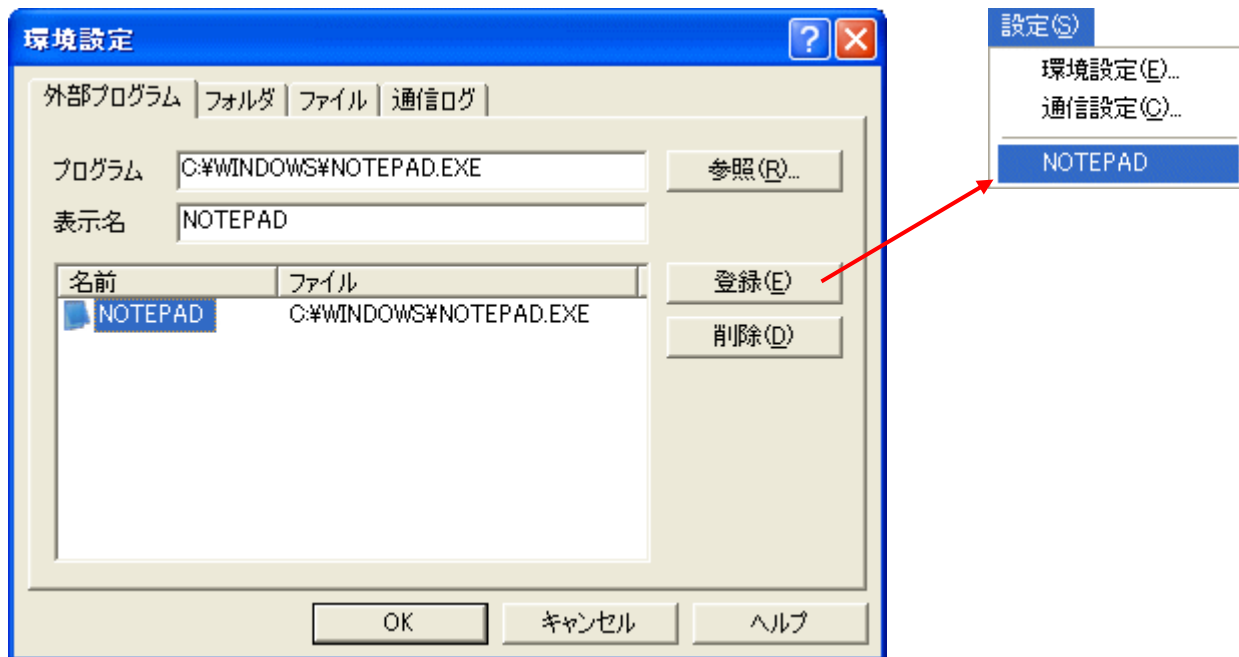 環境設定
外部プログラム フォルダ ファイル 通信ログ
プログラム C:¥WINDOWS¥NOTEPAD.EXE 参照(R)...
表示名 NOTEPAD
名前 ファイル 登録(E)
NOTEPAD C:¥WINDOWS¥NOTEPAD.EXE
削除(D)
OK キャンセル ヘルプ
設定(S)
環境設定(E)...
通信設定(C)...
NOTEPAD